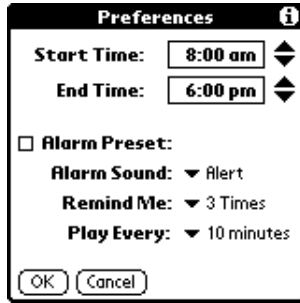 Preferences i
Start Time: 8:00 am
End Time: 6:00 pm
Alarm Preset:
Alarm Sound: Alert
Remind Me: 3 Times
Play Every: 10 minutes
OK Cancel